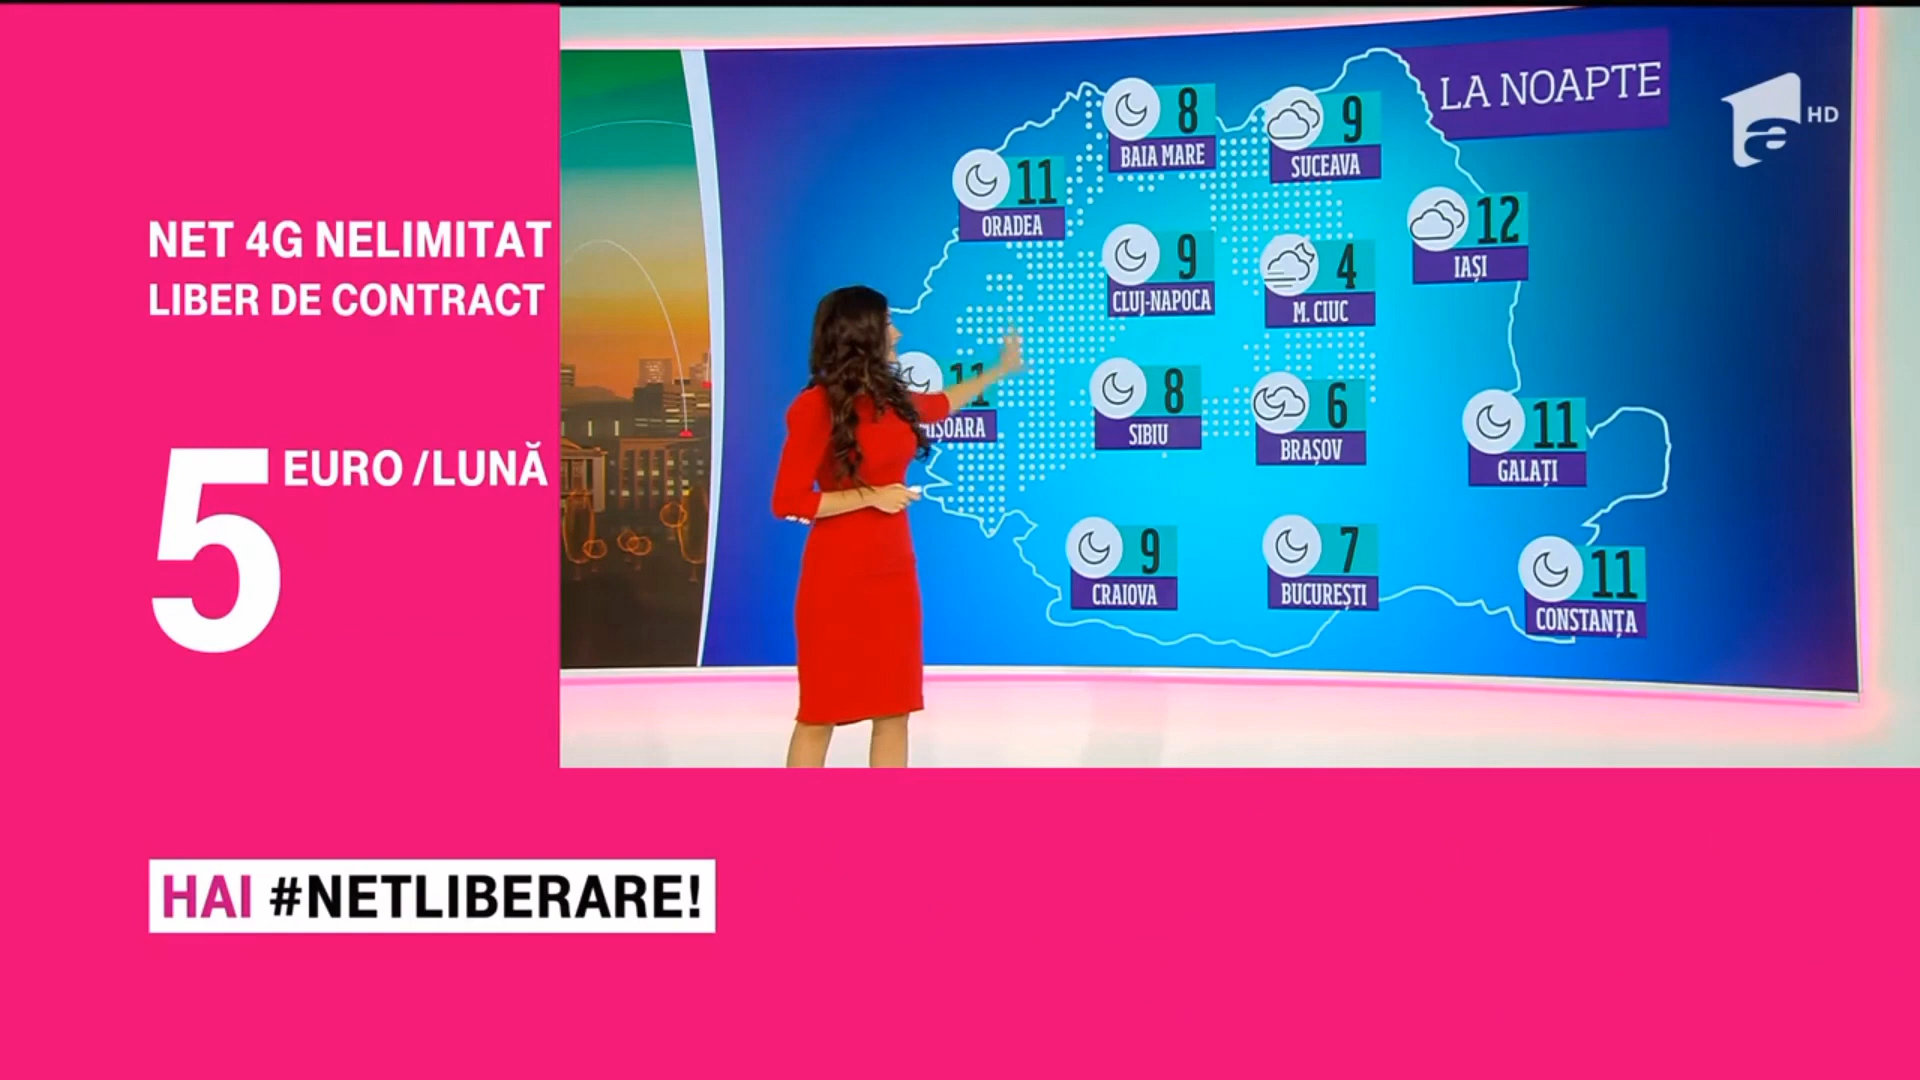 NET 4G NELIMITAT
LIBER DE CONTRACT
5 EURO /LUNĂ
HAI #NETLIBERARE!
LA NOAPTE
HD
8
BAIA MARE
9
SUCEAVA
11
ORADEA
12
IAȘI
9
CLUJ-NAPOCA
4
M. CIUC
11
MIȘOARA
8
SIBIU
6
BRAȘOV
11
GALAȚI
9
CRAIOVA
7
BUCUREȘTI
11
CONSTANȚA